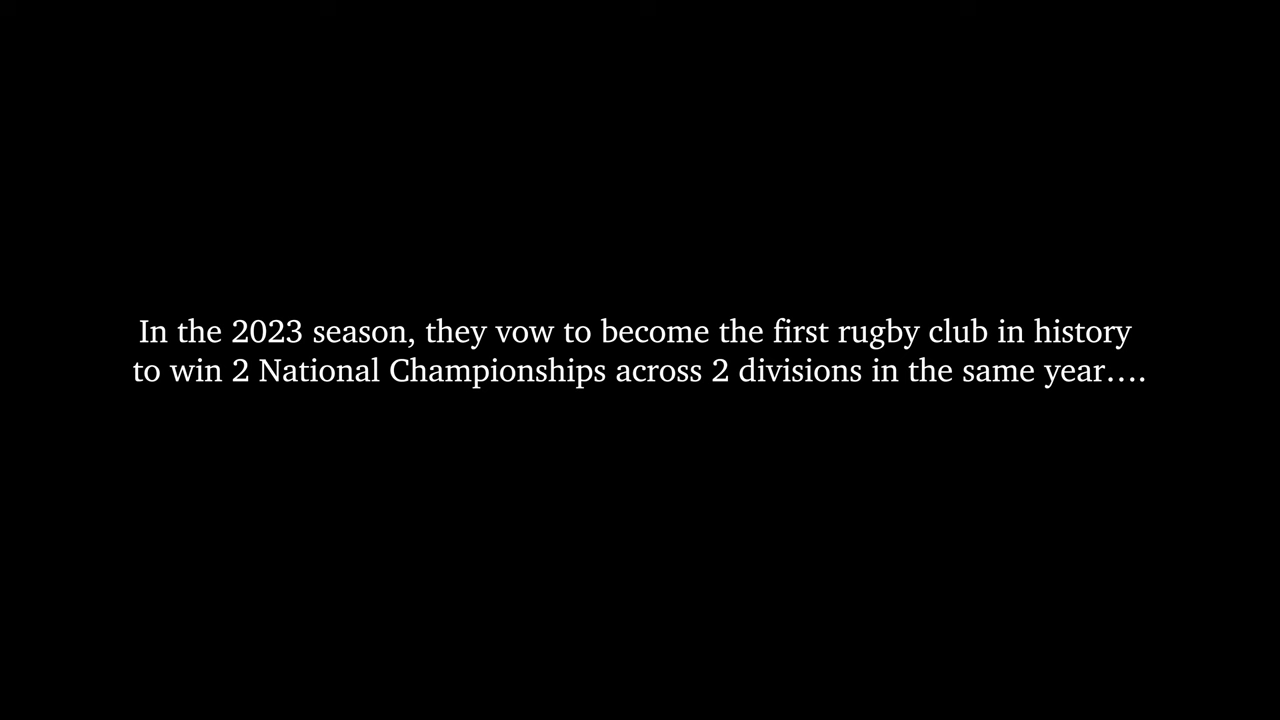 In the 2023 season, they vow to become the first rugby club in history
to win 2 National Championships across 2 divisions in the same year....